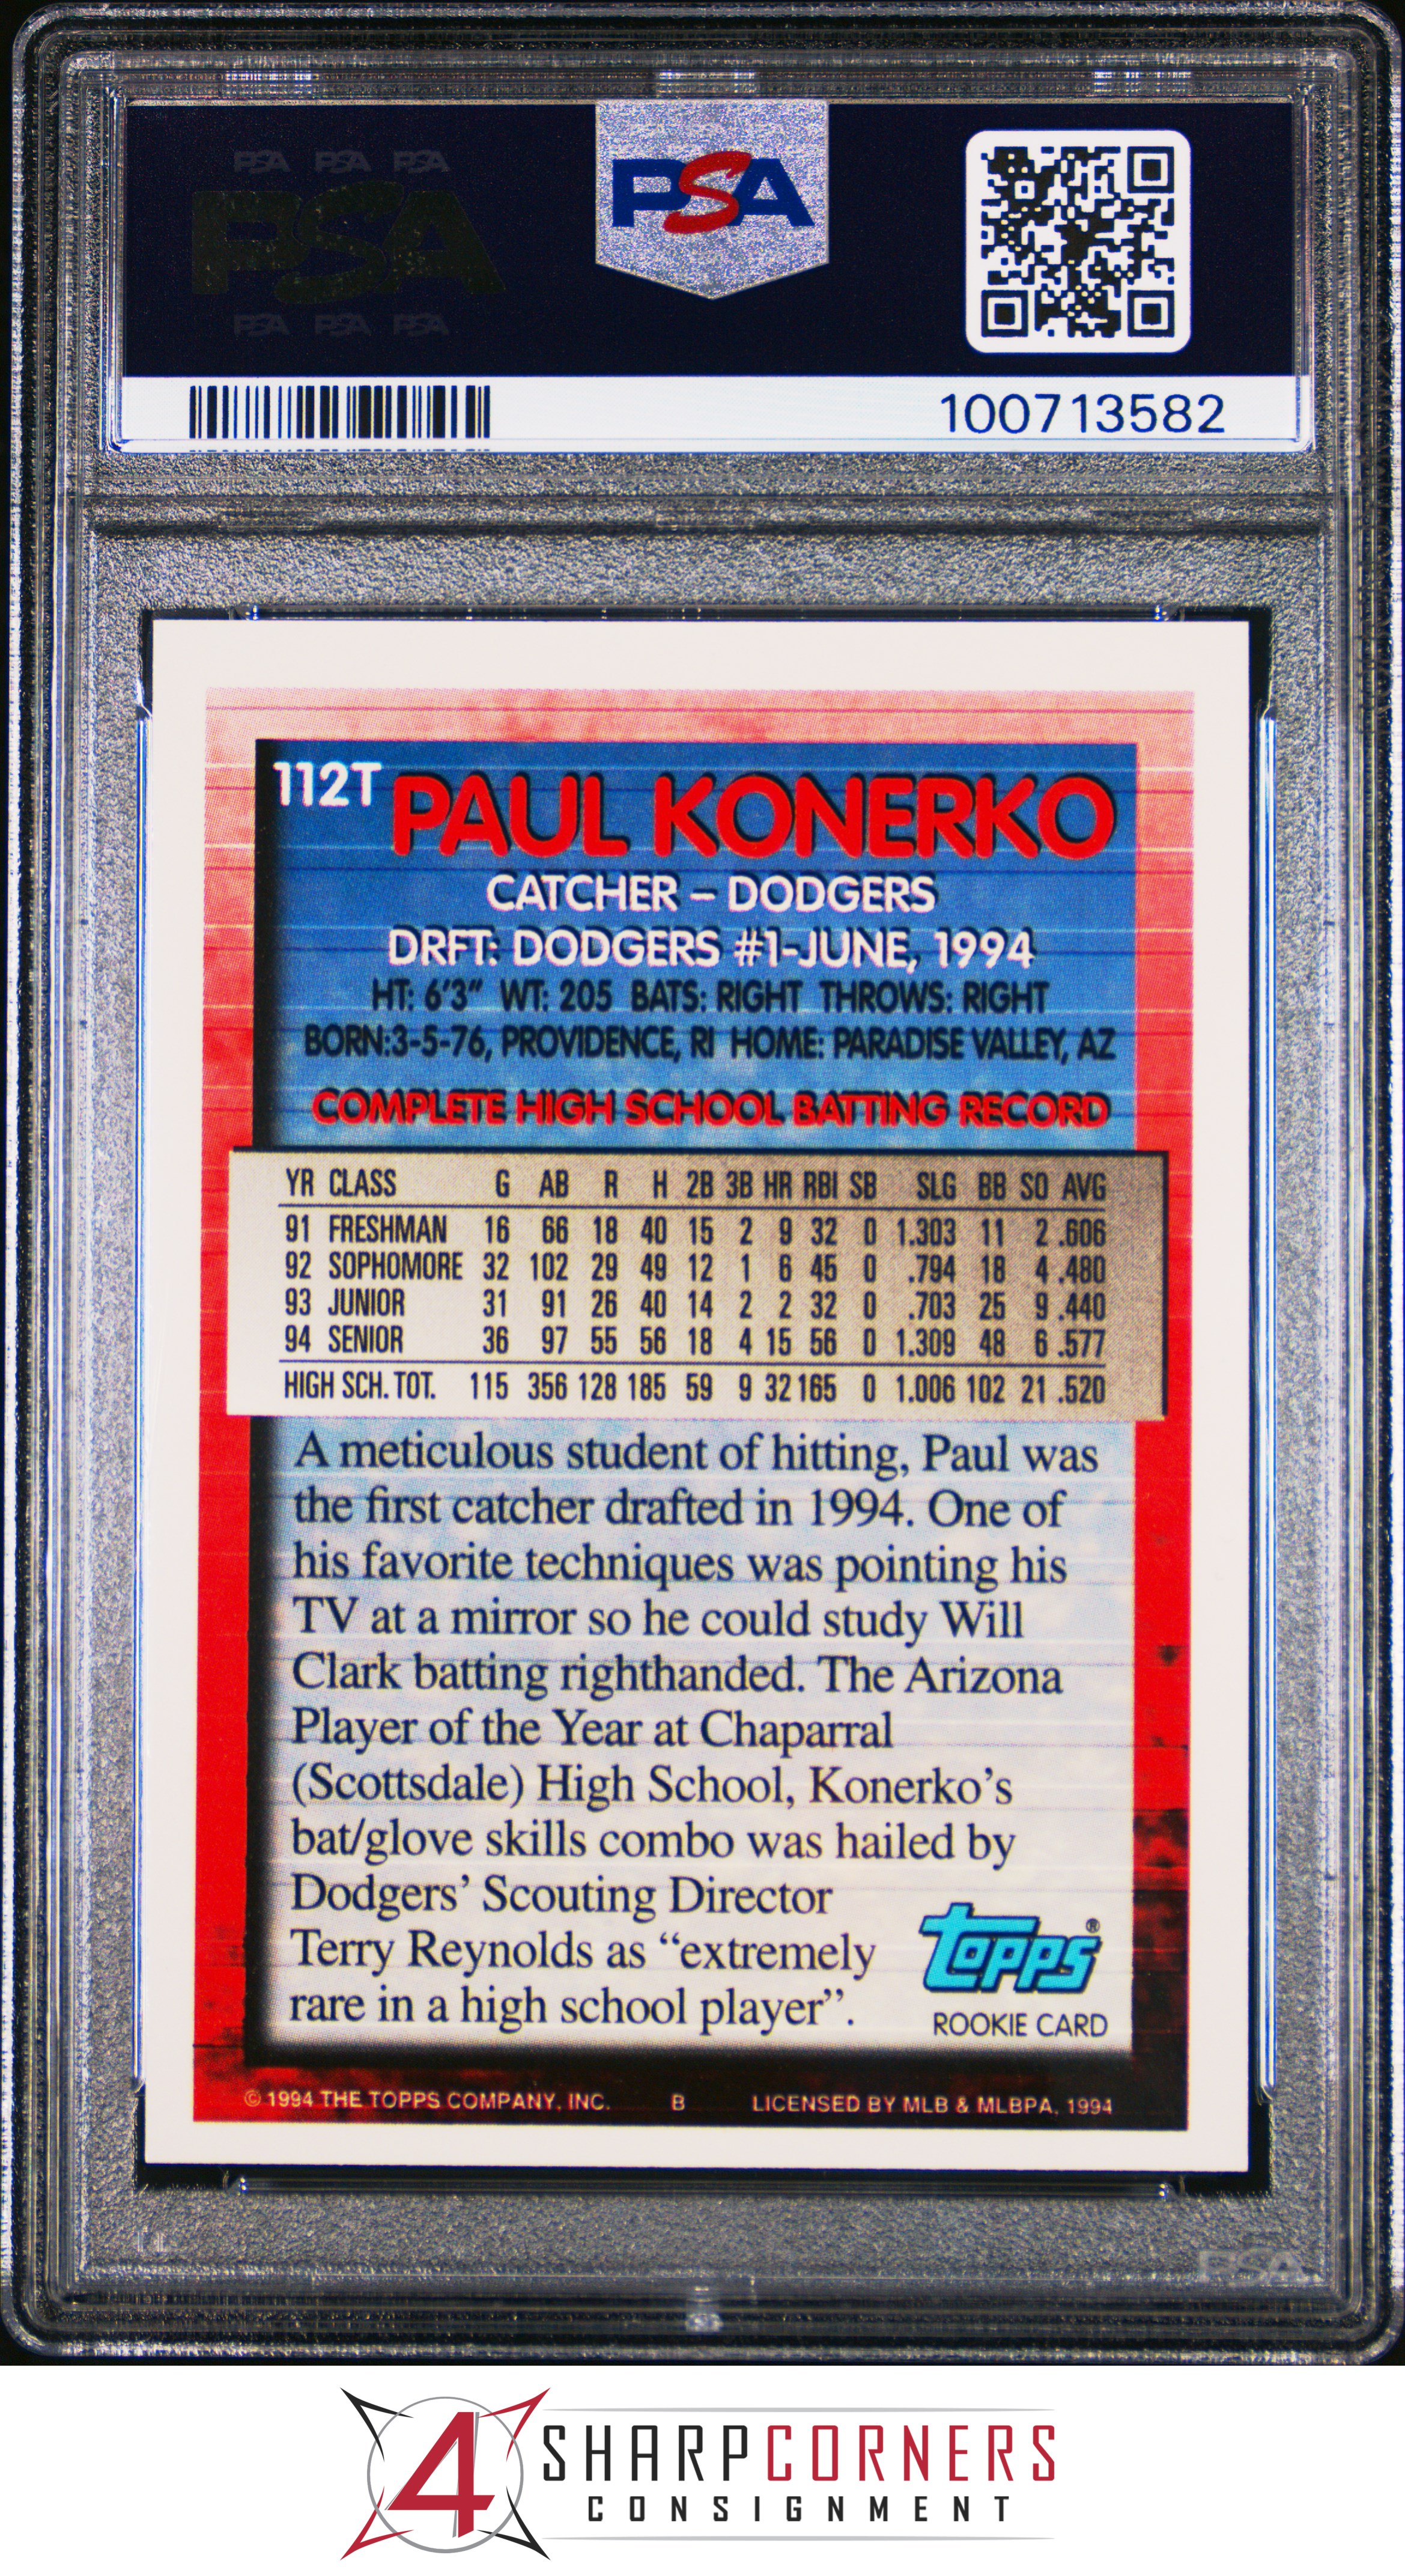 PSA PSA PSA
PSA
PSA PSA PSA
PSA
100713582
112T PAUL KONERKO
CATCHER – DODGERS
DRFT: DODGERS #1-JUNE, 1994
HT: 6'3" WT: 205 BATS: RIGHT THROWS: RIGHT
BORN:3-5-76, PROVIDENCE, RI HOME: PARADISE VALLEY, AZ
COMPLETE HIGH SCHOOL BATTING RECORD
YR CLASS G AB R H 2B 3B HR RBI SB SLG BB SO AVG
91 FRESHMAN 16 66 18 40 15 2 9 32 0 1.303 11 2 .606
92 SOPHOMORE 32 102 29 49 12 1 6 45 0 .794 18 4 .480
93 JUNIOR 31 91 26 40 14 2 2 32 0 .703 25 9 .440
94 SENIOR 36 97 55 56 18 4 15 56 0 1.309 48 6 .577
HIGH SCH. TOT. 115 356 128 185 59 9 32 165 0 1.006 102 21 .520
A meticulous student of hitting, Paul was
the first catcher drafted in 1994. One of
his favorite techniques was pointing his
TV at a mirror so he could study Will
Clark batting righthanded. The Arizona
Player of the Year at Chaparral
(Scottsdale) High School, Konerko's
bat/glove skills combo was hailed by
Dodgers' Scouting Director
Terry Reynolds as “extremely
rare in a high school player”.
Topps®
ROOKIE CARD
© 1994 THE TOPPS COMPANY, INC. B LICENSED BY MLB & MLBPA, 1994
PSA
4 SHARPCORNERS
CONSIGNMENT